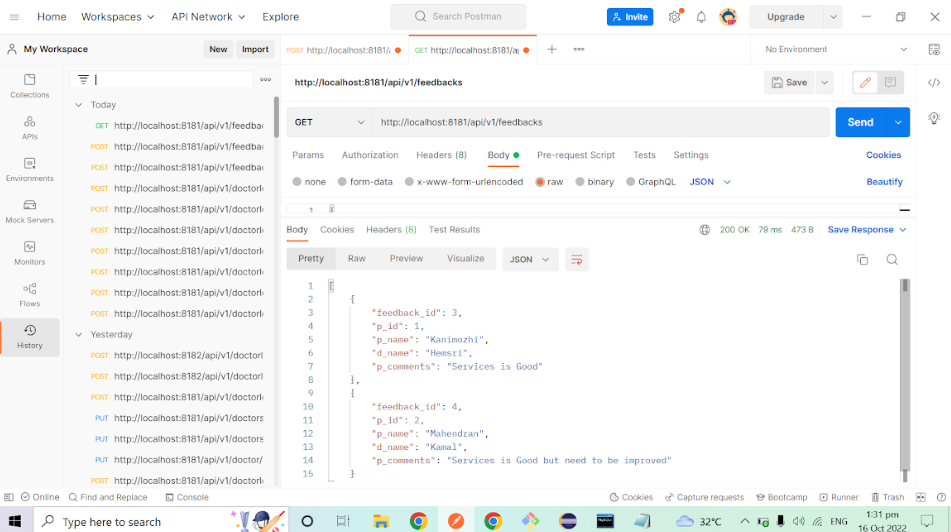 Home Workspaces API Network Explore Search Postman Invite Upgrade
My Workspace New Import
POST http://localhost:8181/ GET http://localhost:8181/ap No Environment
http://localhost:8181/api/v1/feedbacks Save
Collections
APIs
Environments
Mock Servers
Monitors
Flows
History
Today
GET http://localhost:8181/api/v1/feedbac
POST http://localhost:8181/api/v1/feedbac
POST http://localhost:8181/api/v1/feedbac
POST http://localhost:8181/api/v1/doctorle
POST http://localhost:8181/api/v1/doctorle
POST http://localhost:8181/api/v1/doctorle
POST http://localhost:8181/api/v1/doctorle
POST http://localhost:8181/api/v1/doctorle
POST http://localhost:8181/api/v1/doctorle
POST http://localhost:8181/api/v1/doctorle
Yesterday
POST http://localhost:8182/api/v1/doctorl
POST http://localhost:8182/api/v1/doctorl
POST http://localhost:8181/api/v1/doctorle
PUT http://localhost:8181/api/v1/doctors
PUT http://localhost:8181/api/v1/doctors
PUT http://localhost:8181/api/v1/doctor/
POST http://localhost:8181/api/v1/doctors
GET http://localhost:8181/api/v1/feedbacks Send
Params Authorization Headers (8) Body Pre-request Script Tests Settings Cookies
none form-data x-www-form-urlencoded raw binary GraphQL JSON Beautify
1
Body Cookies Headers (8) Test Results 200 OK 79 ms 473 B Save Response
Pretty Raw Preview Visualize JSON
1 [
2 {
3 "feedback_id": 3,
4 "p_id": 1,
5 "p_name": "Kanimozhi",
6 "d_name": "Hemsri",
7 "p_comments": "Services is Good"
8 },
9 {
10 "feedback_id": 4,
11 "p_id": 2,
12 "p_name": "Mahendran",
13 "d_name": "Kamal",
14 "p_comments": "Services is Good but need to be improved"
15 }
Online Find and Replace Console Cookies Capture requests Bootcamp Runner Trash
Type here to search 32°C ENG 1:31 PM
16 Oct 2022